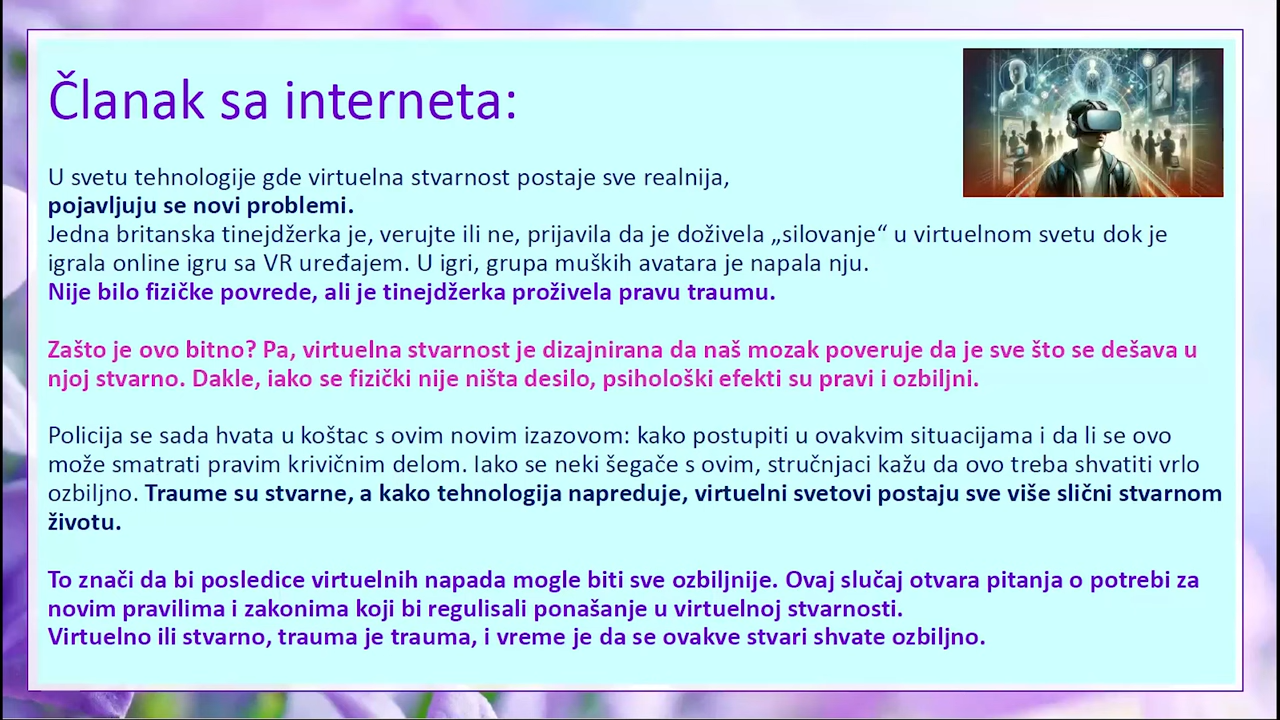 Članak sa interneta:
U svetu tehnologije gde virtuelna stvarnost postaje sve realnija,
pojavljuju se novi problemi.
Jedna britanska tinejdžerka je, verujte ili ne, prijavila da je doživela „silovanje“ u virtuelnom svetu dok je
igrala online igru sa VR uređajem. U igri, grupa muških avatara je napala nju.
Nije bilo fizičke povrede, ali je tinejdžerka proživela pravu traumu.
Zašto je ovo bitno? Pa, virtuelna stvarnost je dizajnirana da naš mozak poveruje da je sve što se dešava u
njoj stvarno. Dakle, iako se fizički nije ništa desilo, psihološki efekti su pravi i ozbiljni.
Policija se sada hvata u koštac s ovim novim izazovom: kako postupiti u ovakvim situacijama i da li se ovo
može smatrati pravim krivičnim delom. Iako se neki šegače s ovim, stručnjaci kažu da ovo treba shvatiti vrlo
ozbiljno. Traume su stvarne, a kako tehnologija napreduje, virtuelni svetovi postaju sve više slični stvarnom
životu.
To znači da bi posledice virtuelnih napada mogle biti sve ozbiljnije. Ovaj slučaj otvara pitanja o potrebi za
novim pravilima i zakonima koji bi regulisali ponašanje u virtuelnoj stvarnosti.
Virtuelno ili stvarno, trauma je trauma, i vreme je da se ovakve stvari shvate ozbiljno.